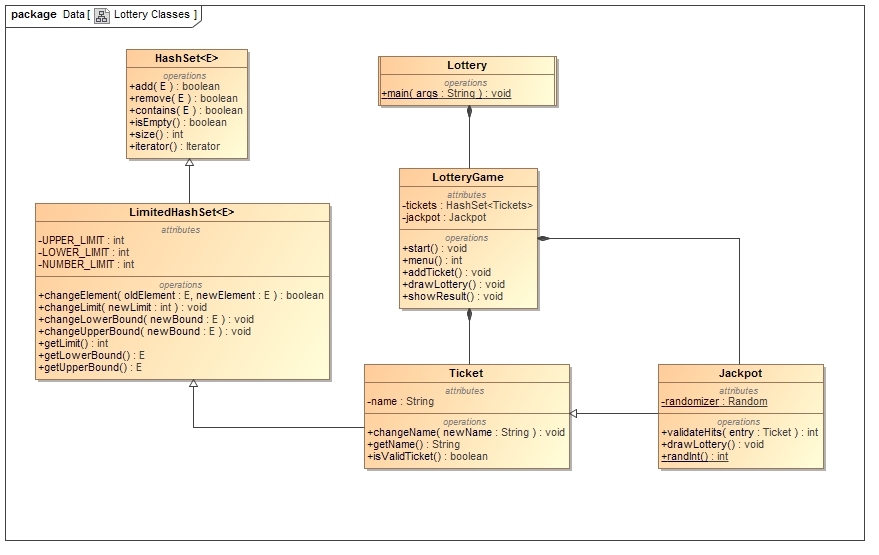 package Data [ Lottery Classes ]
HashSet<E>
operations
+add( E ) : boolean
+remove( E ) : boolean
+contains( E ) : boolean
+isEmpty() : boolean
+size() : int
+iterator() : Iterator
Lottery
operations
+main( args : String ) : void
LotteryGame
attributes
-tickets : HashSet<Tickets>
-jackpot : Jackpot
operations
+start() : void
+menu() : int
+addTicket() : void
+drawLottery() : void
+showResult() : void
LimitedHashSet<E>
attributes
-UPPER_LIMIT : int
-LOWER_LIMIT : int
-NUMBER_LIMIT : int
operations
+changeElement( oldElement : E, newElement : E ) : boolean
+changeLimit( newLimit : int ) : void
+changeLowerBound( newBound : E ) : void
+changeUpperBound( newBound : E ) : void
+getLimit() : int
+getLowerBound() : E
+getUpperBound() : E
Ticket
attributes
-name : String
operations
+changeName( newName : String ) : void
+getName() : String
+isValidTicket() : boolean
Jackpot
attributes
-randomizer : Random
operations
+validateHits( entry : Ticket ) : int
+drawLottery() : void
+randInt() : int